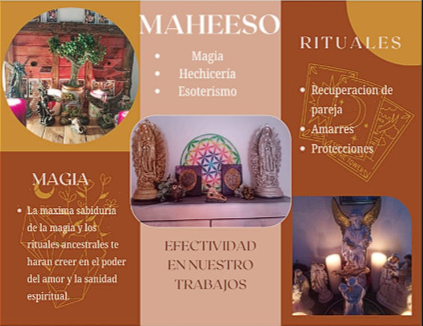 MAHEESO
Magia
Hechicería
Esoterismo
RITUALES
Recuperacion de
pareja
Amarres
Protecciones
MAGIA
La maxima sabiduria
de la magia y los
rituales ancestrales te
haran creer en el poder
del amor y la sanidad
espiritual.
EFECTIVIDAD
EN NUESTRO
TRABAJOS